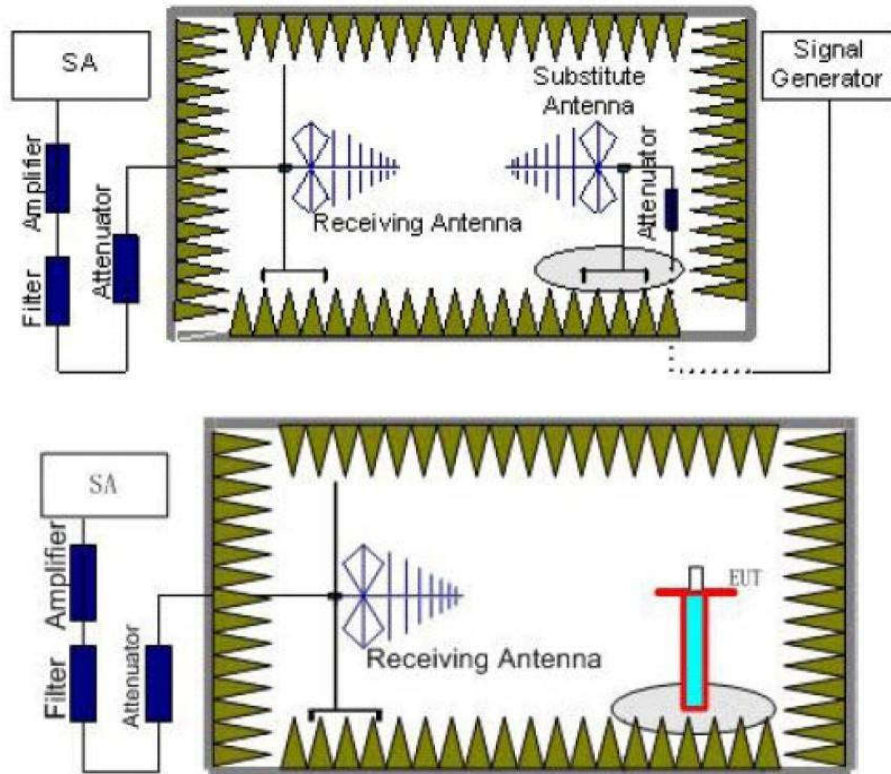 SA
Amplifier
Filter
Attenuator
Receiving Antenna
Substitute
Antenna
Attenuator
Signal
Generator
SA
Amplifier
Filter
Attenuator
Receiving Antenna
EUT